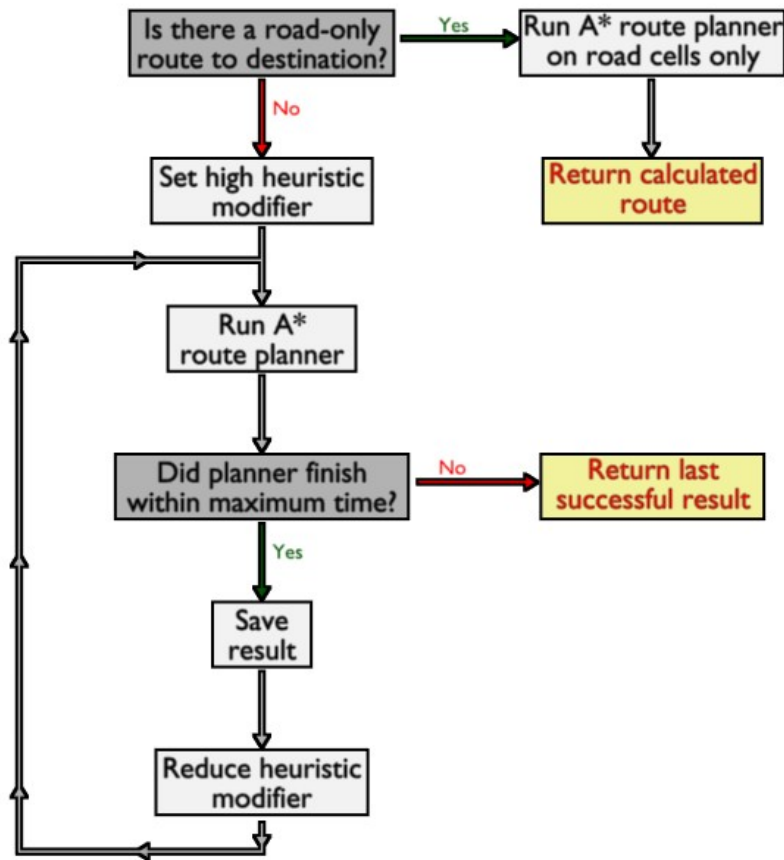 Is there a road-only
route to destination?
Yes
Run A* route planner
on road cells only
No
Set high heuristic
modifier
Return calculated
route
Run A*
route planner
Did planner finish
within maximum time?
No
Return last
successful result
Yes
Save
result
Reduce heuristic
modifier